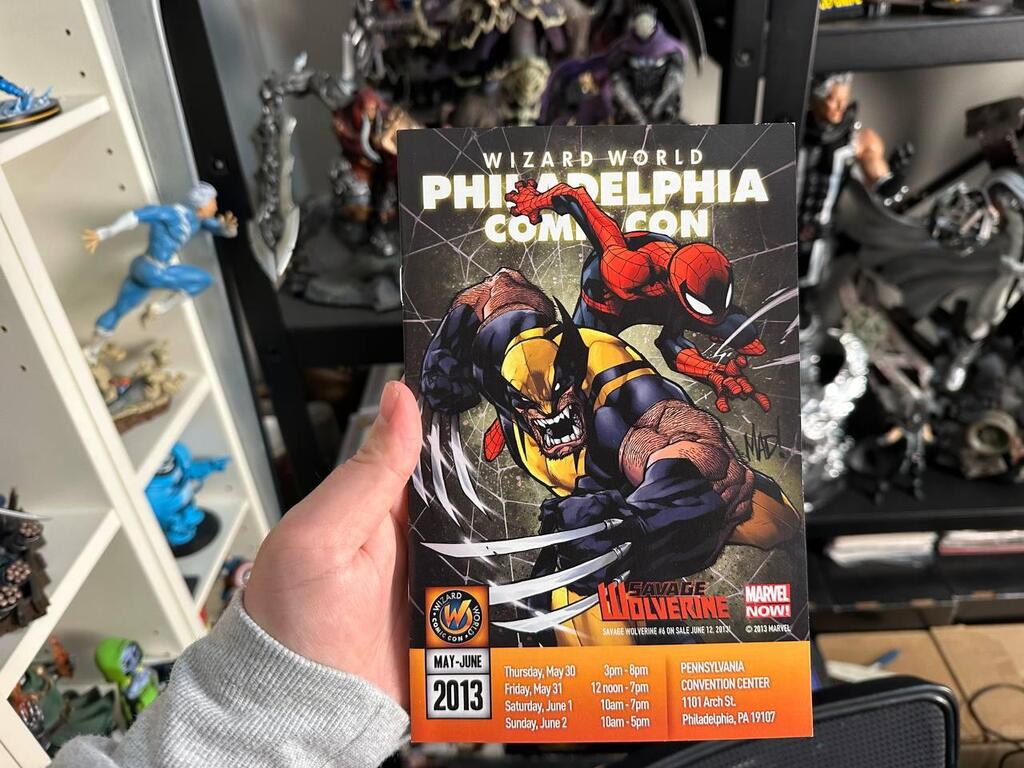 WIZARD WORLD
PHILADELPHIA
COMIC CON
MAD!
SAVAGE
WOLVERINE
MARVEL
NOW!
SAVAGE WOLVERINE #6 ON SALE JUNE 12, 2013!
© 2013 MARVEL
WIZARD WORLD
W
COMIC CON
MAY-JUNE
2013
Thursday, May 30 3pm - 8pm
Friday, May 31 12 noon - 7pm
Saturday, June 1 10am - 7pm
Sunday, June 2 10am - 5pm
PENNSYLVANIA
CONVENTION CENTER
1101 Arch St.
Philadelphia, PA 19107